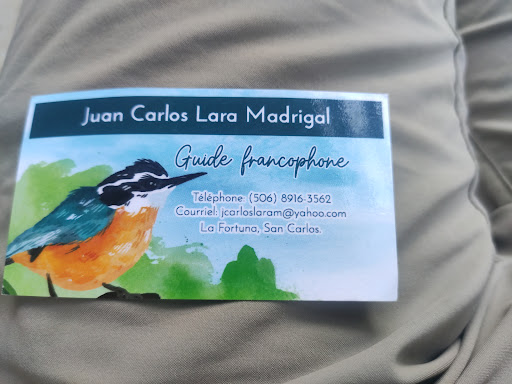 Juan Carlos Lara Madrigal
Guide francophone
Téléphone: (506) 8916-3562
Courriel: jcarloslaram@yahoo.com
La Fortuna, San Carlos.